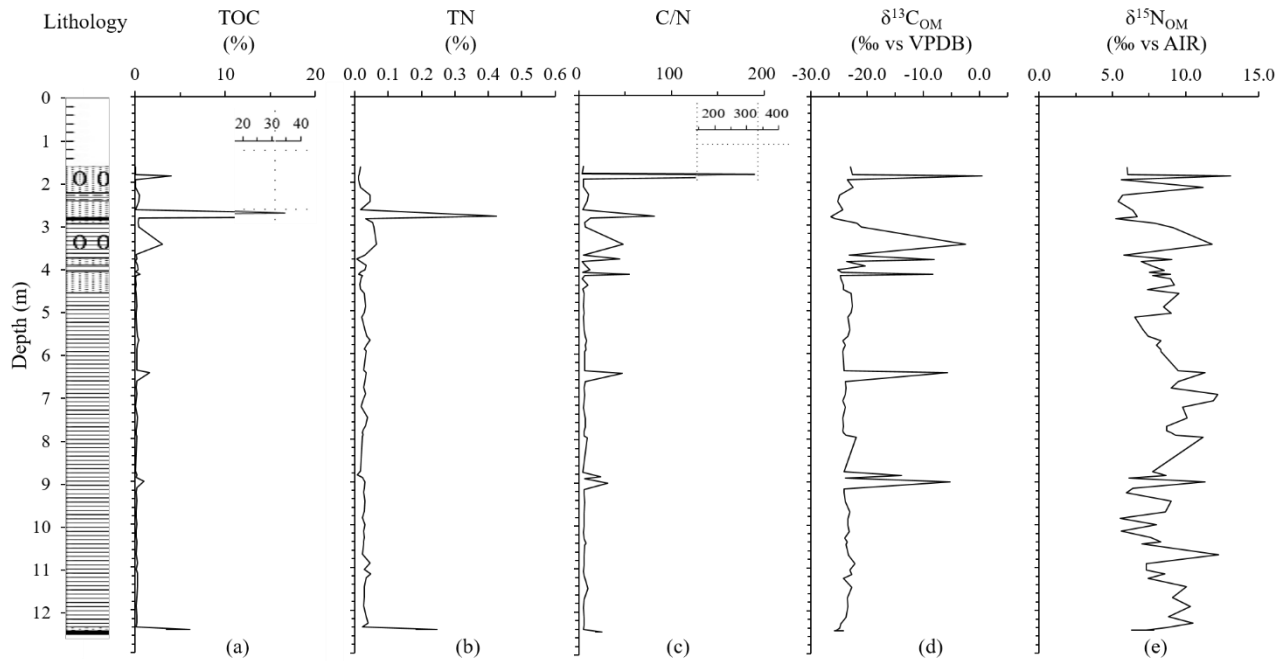 Lithology TOC TN C/N δ¹³C_OM δ¹⁵N_OM
(%) (%) (‰ vs VPDB) (‰ vs AIR)
0 10 20 0.0 0.1 0.2 0.3 0.4 0.5 0.6 0 100 200 -30.0 -20.0 -10.0 0.0 0.0 5.0 10.0 15.0
20 30 40 200 300 400
Depth (m)
0
1
2
3
4
5
6
7
8
9
10
11
12
(a) (b) (c) (d) (e)